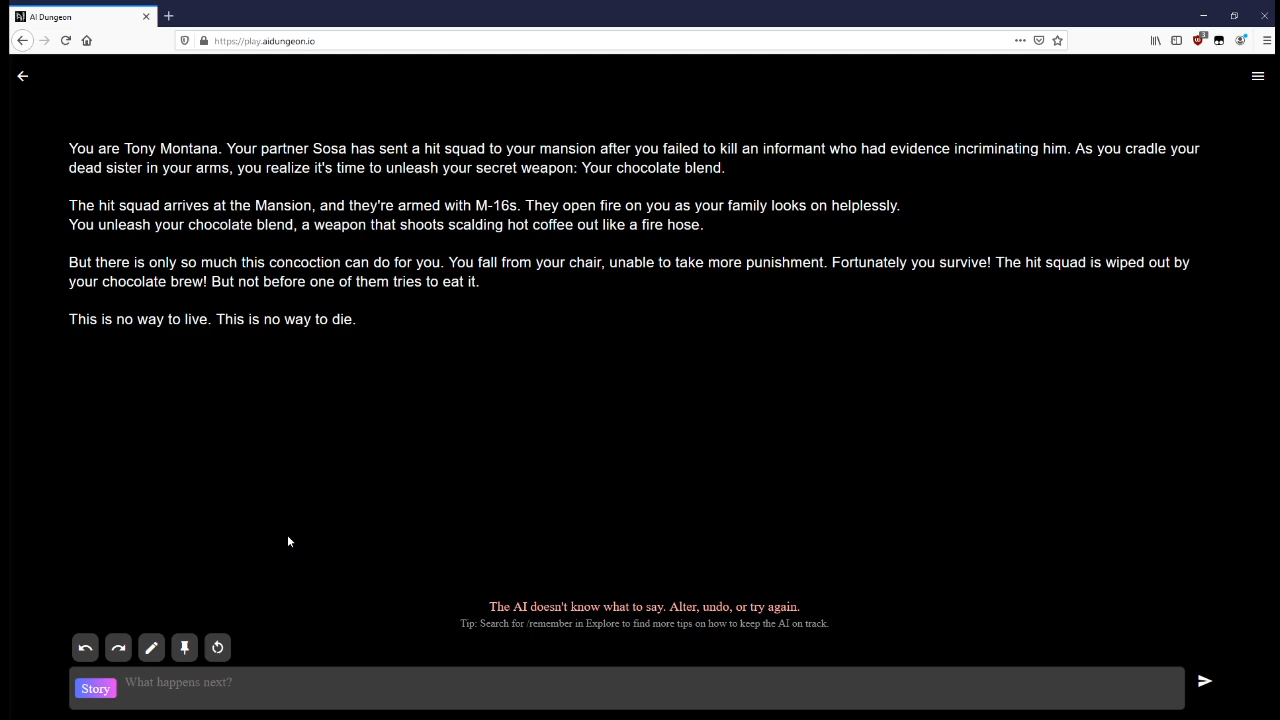 AI Dungeon
https://play.aidungeon.io
3
You are Tony Montana. Your partner Sosa has sent a hit squad to your mansion after you failed to kill an informant who had evidence incriminating him. As you cradle your
dead sister in your arms, you realize it's time to unleash your secret weapon: Your chocolate blend.
The hit squad arrives at the Mansion, and they're armed with M-16s. They open fire on you as your family looks on helplessly.
You unleash your chocolate blend, a weapon that shoots scalding hot coffee out like a fire hose.
But there is only so much this concoction can do for you. You fall from your chair, unable to take more punishment. Fortunately you survive! The hit squad is wiped out by
your chocolate brew! But not before one of them tries to eat it.
This is no way to live. This is no way to die.
The AI doesn't know what to say. Alter, undo, or try again.
Tip: Search for /remember in Explore to find more tips on how to keep the AI on track.
Story What happens next?